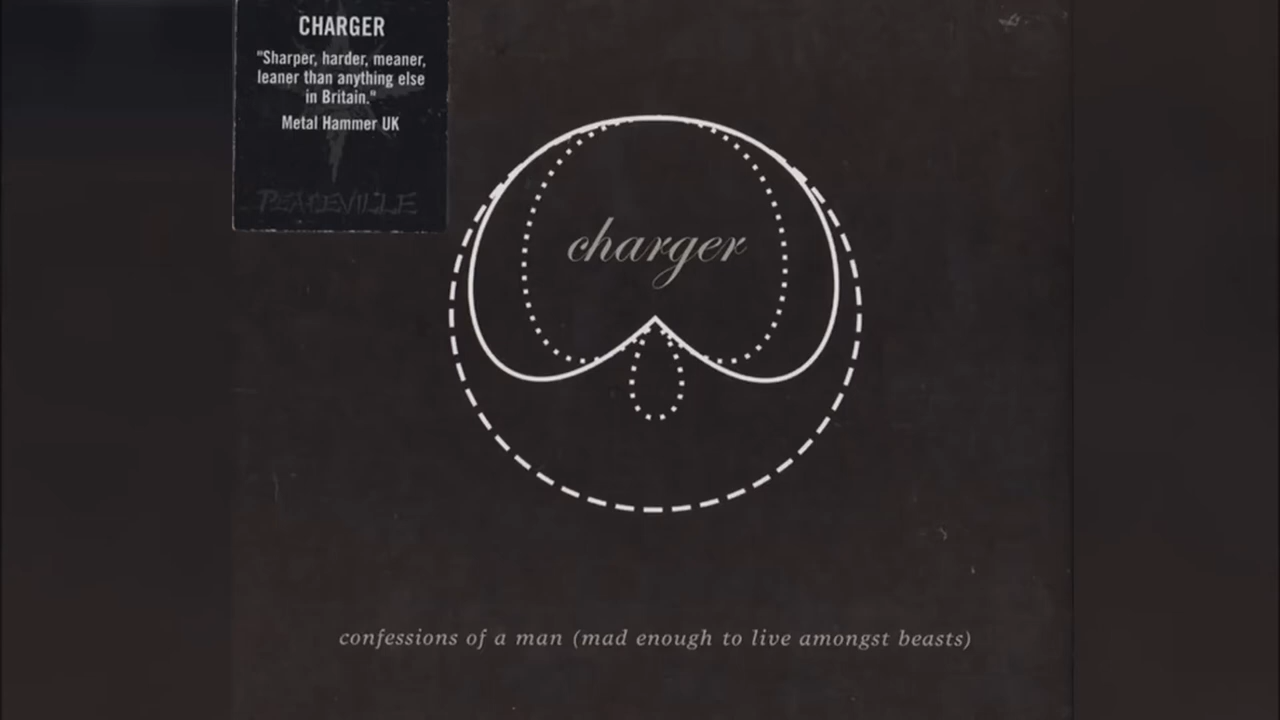 CHARGER
"Sharper, harder, meaner,
leaner than anything else
in Britain."
Metal Hammer UK
PEACEVILLE
charger
confessions of a man (mad enough to live amongst beasts)